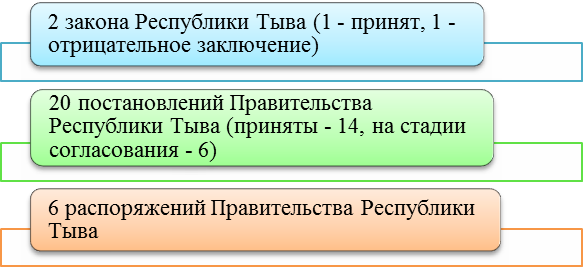 2 закона Республики Тыва (1 - принят, 1 -
отрицательное заключение)
20 постановлений Правительства
Республики Тыва (приняты - 14, на стадии
согласования - 6)
6 распоряжений Правительства Республики
Тыва